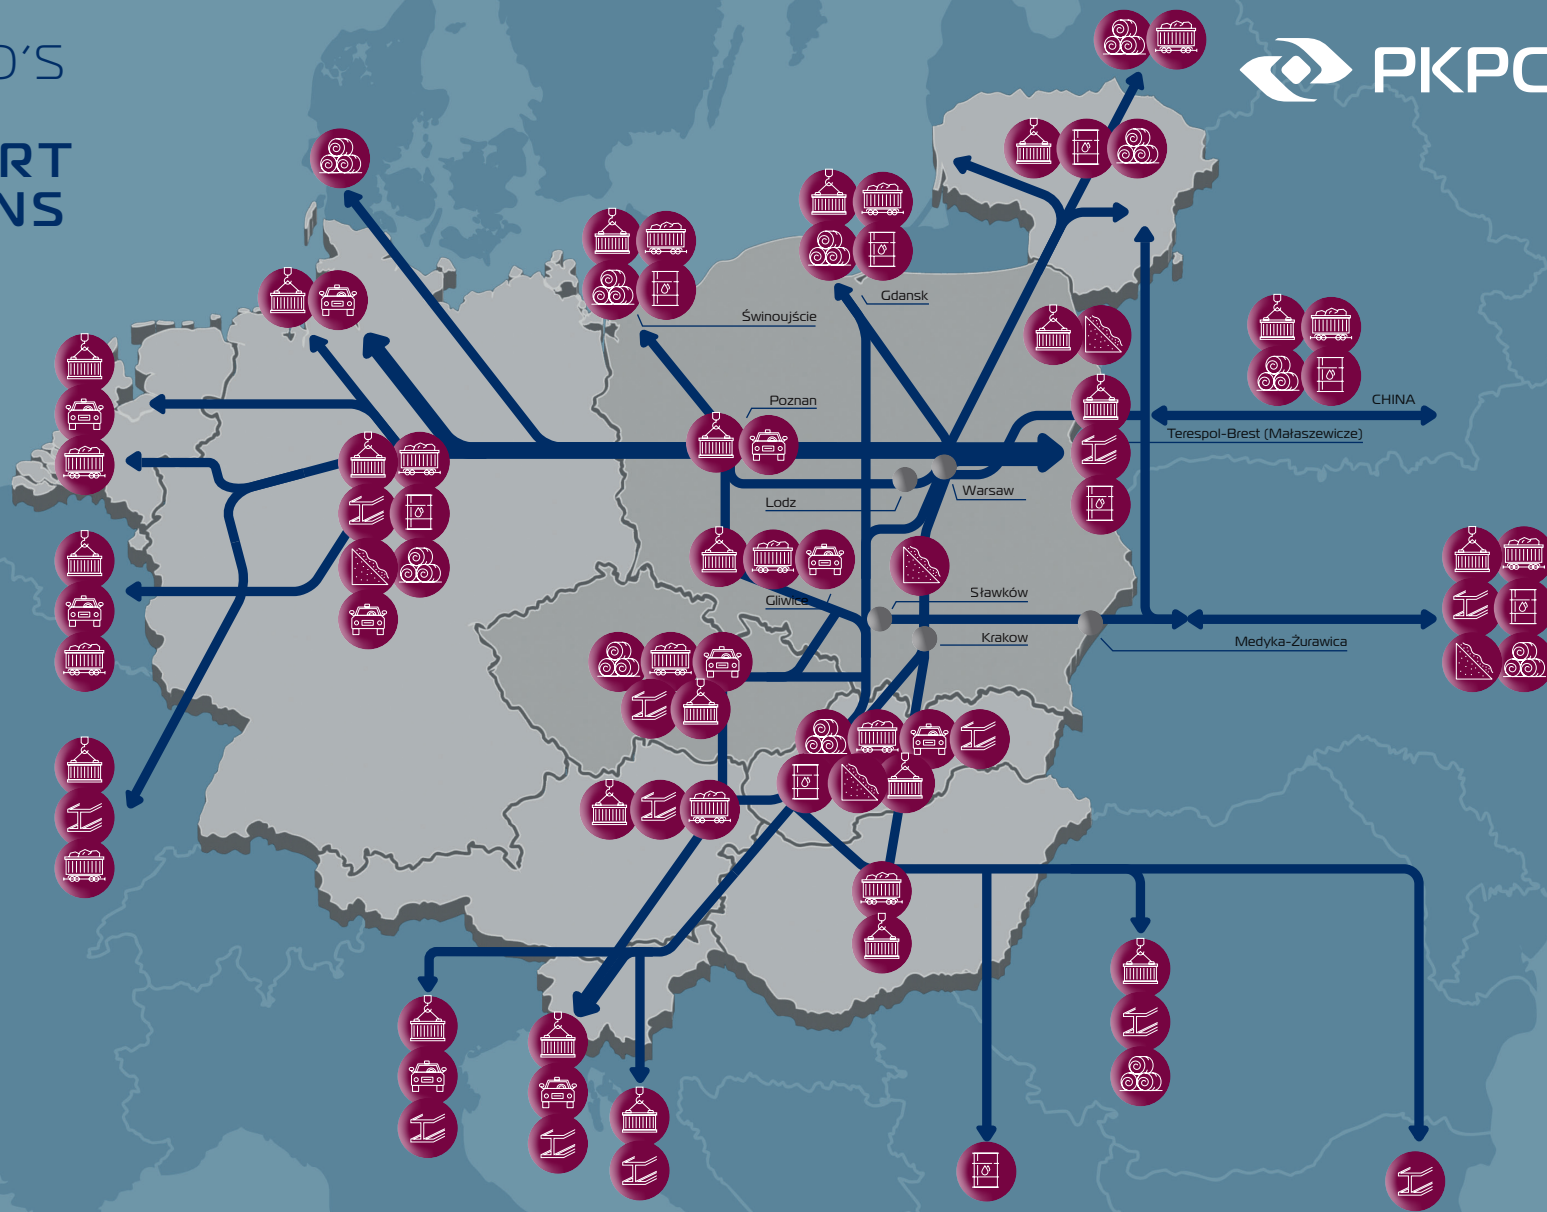 O'S
RT
NS
PKPC
Gdansk
Świnoujście
Poznan
CHINA
Terespol-Brest (Małaszewicze)
Warsaw
Lodz
Sławków
Gliwice
Krakow
Medyka-Żurawica